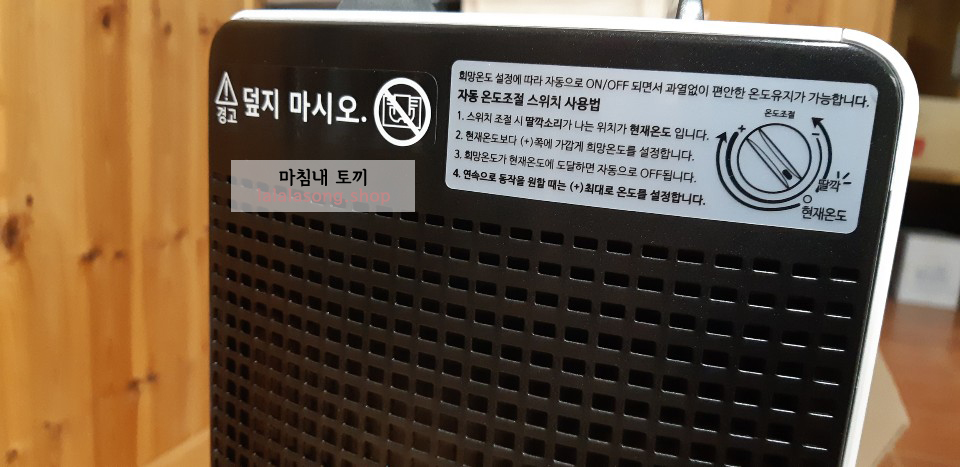 경고
덮지 마시오.
마침내 토끼
희망온도 설정에 따라 자동으로 ON/OFF 되면서 과열없이 편안한 온도유지가 가능합니다.
자동 온도조절 스위치 사용법
1. 스위치 조절 시 딸깍소리가 나는 위치가 현재온도 입니다.
2. 현재온도보다 (+)쪽에 가깝게 희망온도를 설정합니다.
3. 희망온도가 현재온도에 도달하면 자동으로 OFF됩니다.
4. 연속으로 동작을 원할 때는 (+)최대로 온도를 설정합니다.
온도조절
+ -
딸깍
현재온도